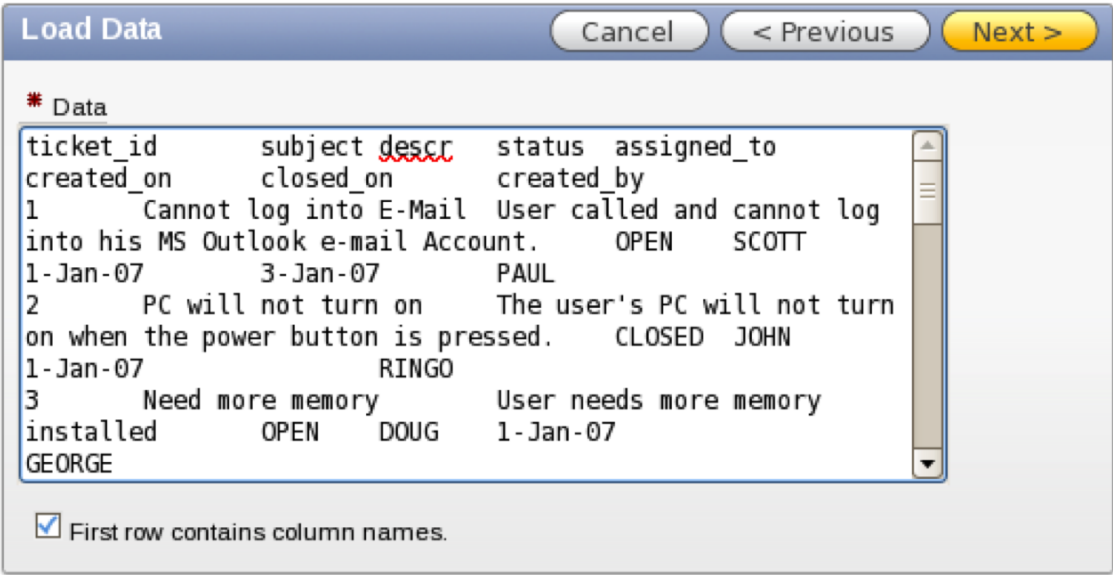 Load Data
Cancel
< Previous
Next >
* Data
ticket_id subject descr status assigned_to
created_on closed_on created_by
1 Cannot log into E-Mail User called and cannot log
into his MS Outlook e-mail Account. OPEN SCOTT
1-Jan-07 3-Jan-07 PAUL
2 PC will not turn on The user's PC will not turn
on when the power button is pressed. CLOSED JOHN
1-Jan-07 RINGO
3 Need more memory User needs more memory
installed OPEN DOUG 1-Jan-07
GEORGE
First row contains column names.